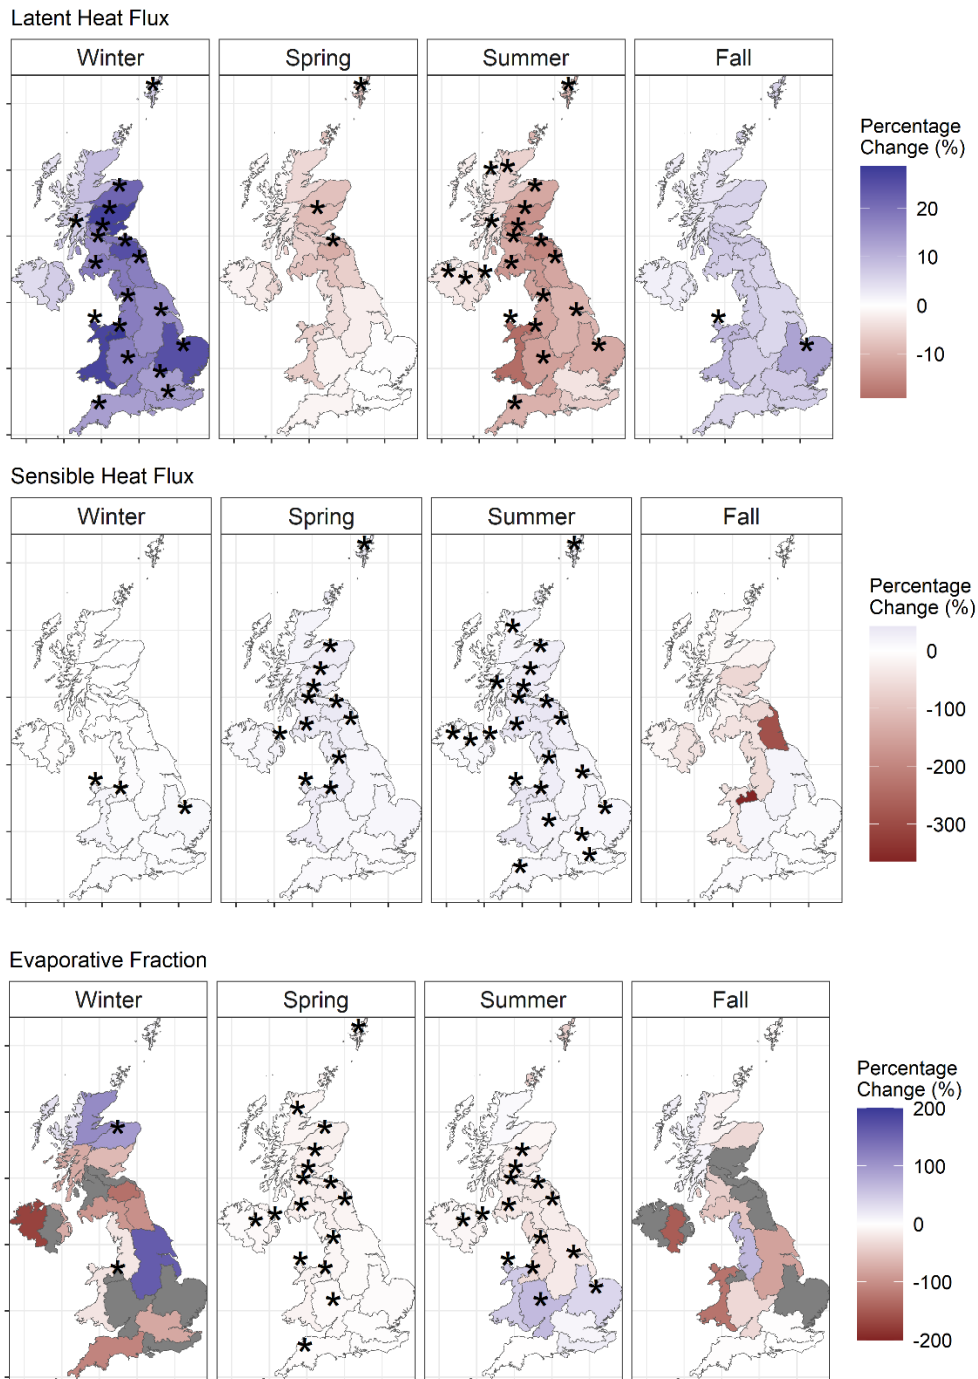 Latent Heat Flux
Winter
Spring
Summer
Fall
Percentage
Change (%)
20
10
0
-10
Sensible Heat Flux
Winter
Spring
Summer
Fall
Percentage
Change (%)
0
-100
-200
-300
Evaporative Fraction
Winter
Spring
Summer
Fall
Percentage
Change (%)
200
100
0
-100
-200